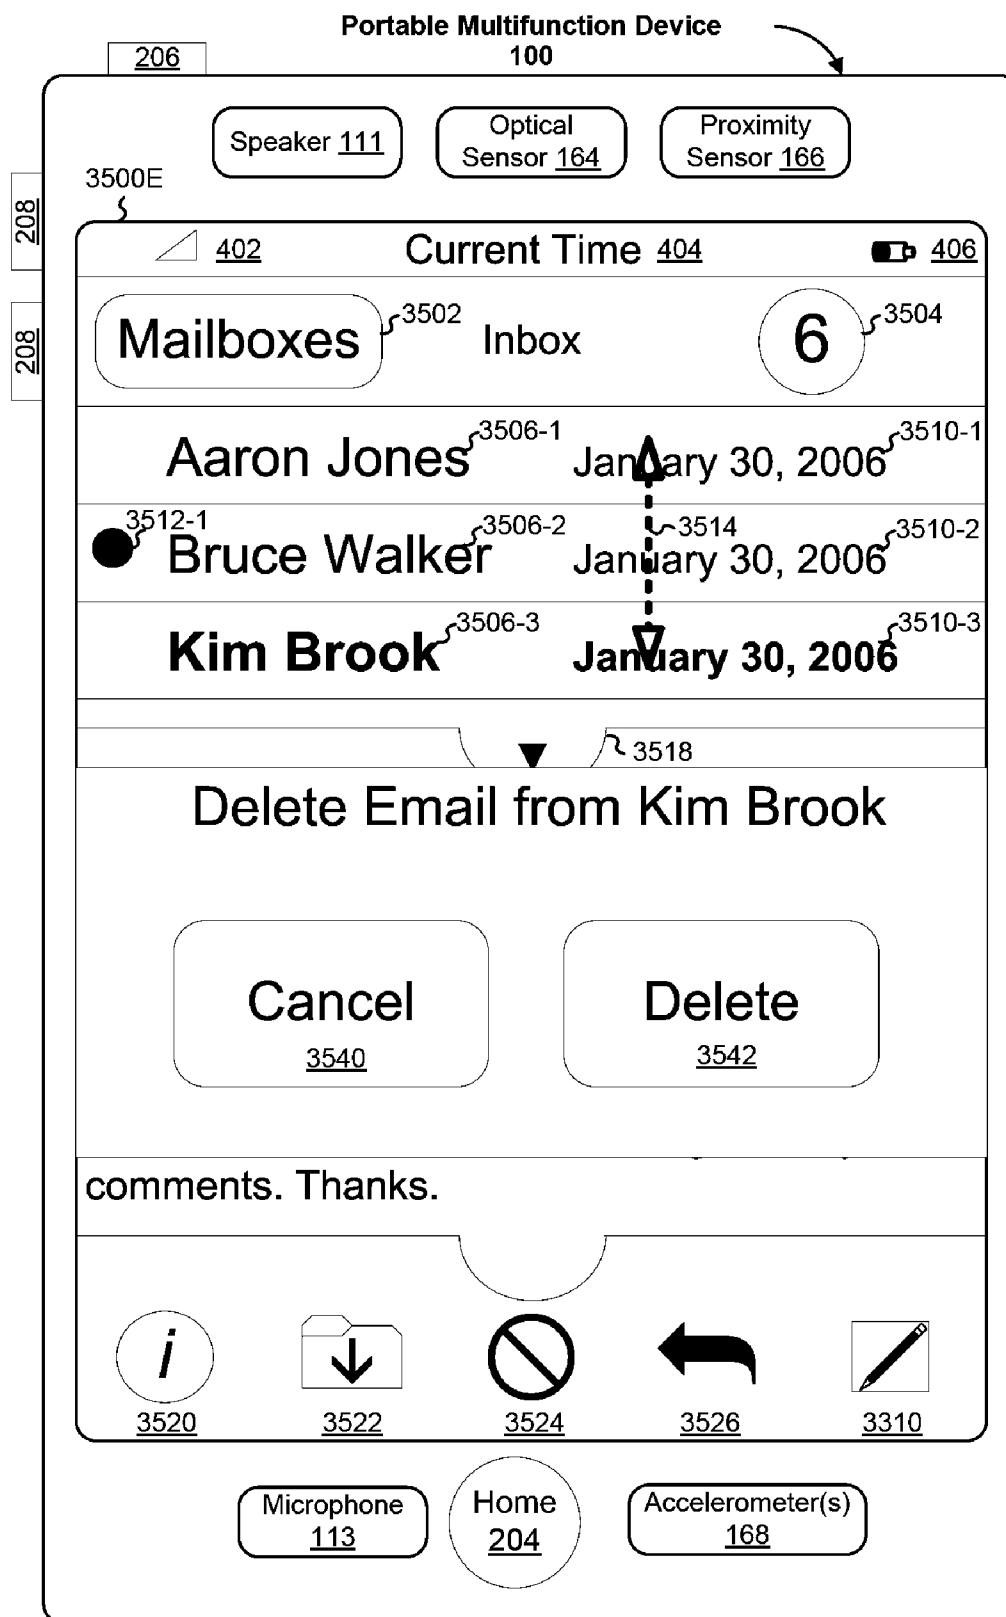 Portable Multifunction Device
100
206
Speaker 111
Optical
Sensor 164
Proximity
Sensor 166
3500E
208
208
402
Current Time 404
406
Mailboxes
3502
Inbox
6
3504
Aaron Jones
3506-1
January 30, 2006
3510-1
3512-1
Bruce Walker
3506-2
3514
January 30, 2006
3510-2
Kim Brook
3506-3
January 30, 2006
3510-3
3518
Delete Email from Kim Brook
Cancel
3540
Delete
3542
comments. Thanks.
i
3520
3522
3524
3526
3310
Microphone
113
Home
204
Accelerometer(s)
168